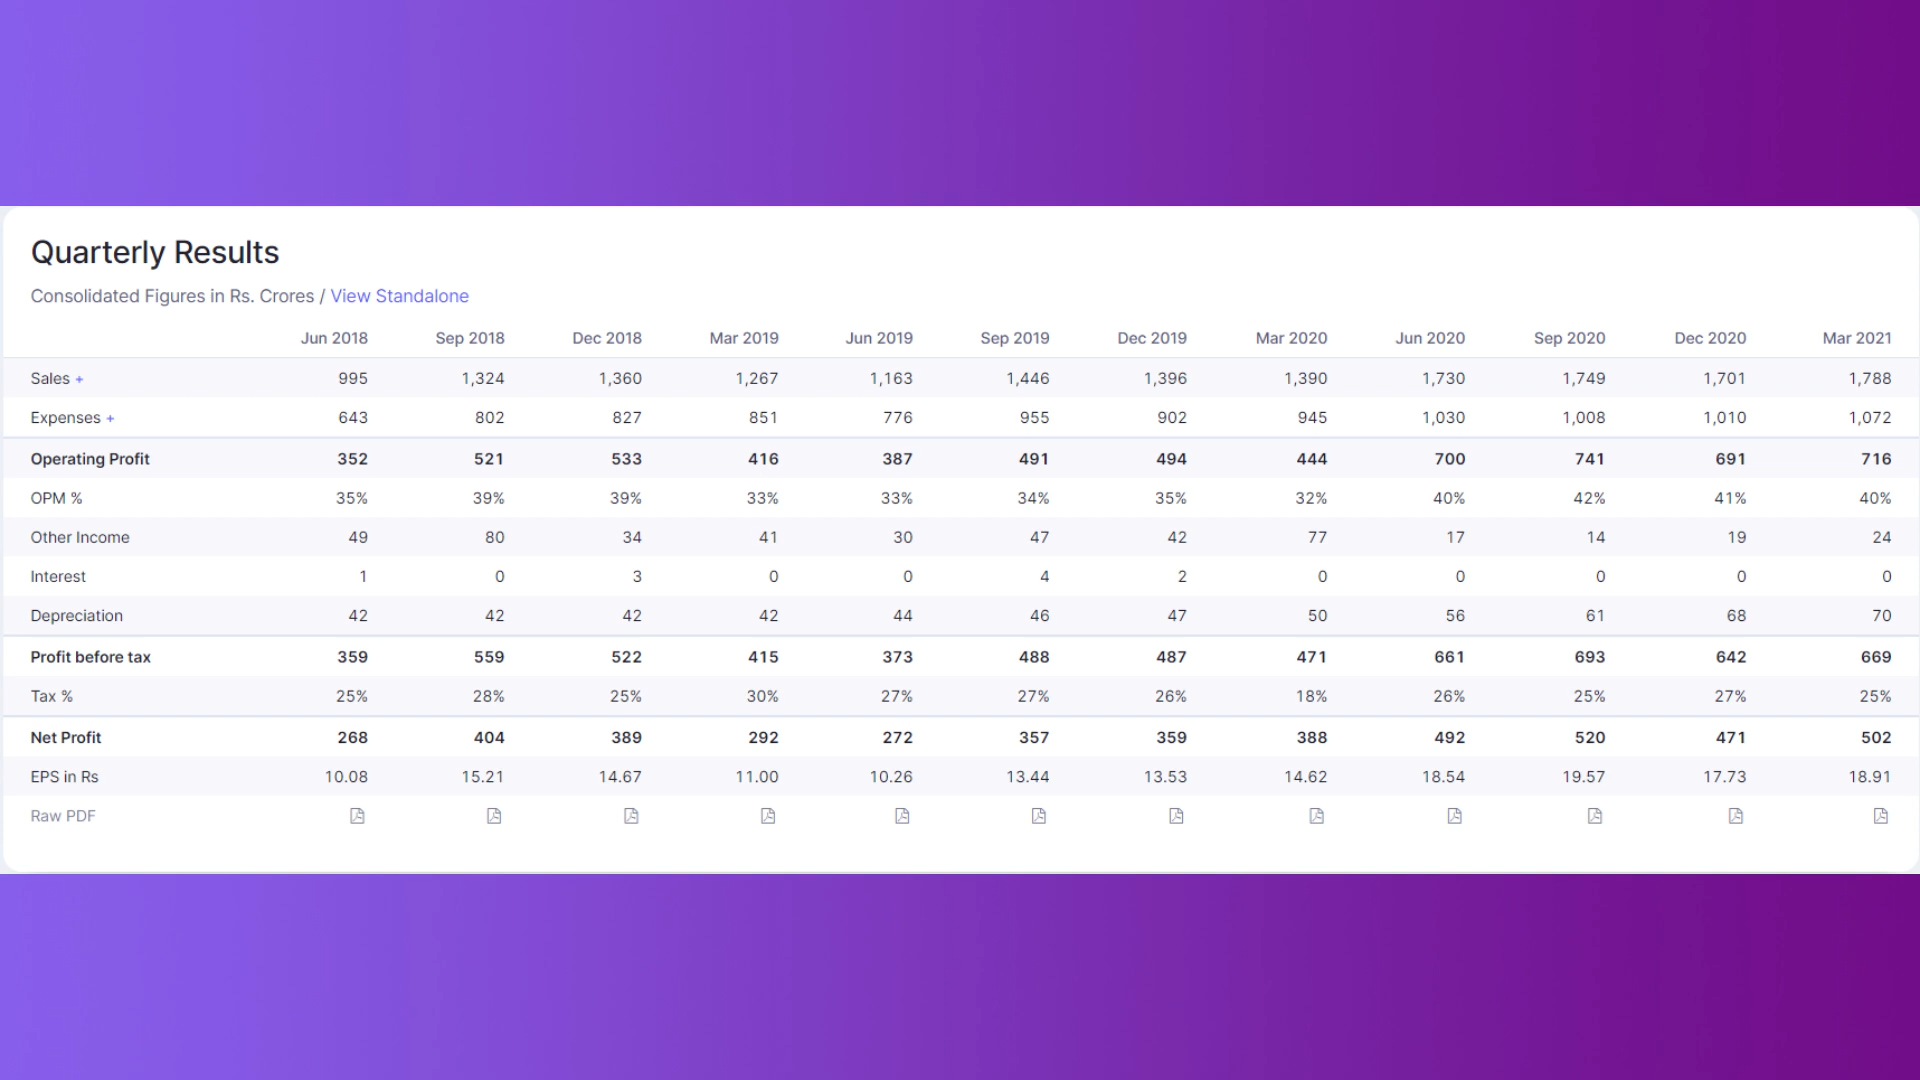 Quarterly Results
Consolidated Figures in Rs. Crores / View Standalone
Jun 2018 Sep 2018 Dec 2018 Mar 2019 Jun 2019 Sep 2019 Dec 2019 Mar 2020 Jun 2020 Sep 2020 Dec 2020 Mar 2021
Sales + 995 1,324 1,360 1,267 1,163 1,446 1,396 1,390 1,730 1,749 1,701 1,788
Expenses + 643 802 827 851 776 955 902 945 1,030 1,008 1,010 1,072
Operating Profit 352 521 533 416 387 491 494 444 700 741 691 716
OPM % 35% 39% 39% 33% 33% 34% 35% 32% 40% 42% 41% 40%
Other Income 49 80 34 41 30 47 42 77 17 14 19 24
Interest 1 0 3 0 0 4 2 0 0 0 0 0
Depreciation 42 42 42 42 44 46 47 50 56 61 68 70
Profit before tax 359 559 522 415 373 488 487 471 661 693 642 669
Tax % 25% 28% 25% 30% 27% 27% 26% 18% 26% 25% 27% 25%
Net Profit 268 404 389 292 272 357 359 388 492 520 471 502
EPS in Rs 10.08 15.21 14.67 11.00 10.26 13.44 13.53 14.62 18.54 19.57 17.73 18.91
Raw PDF